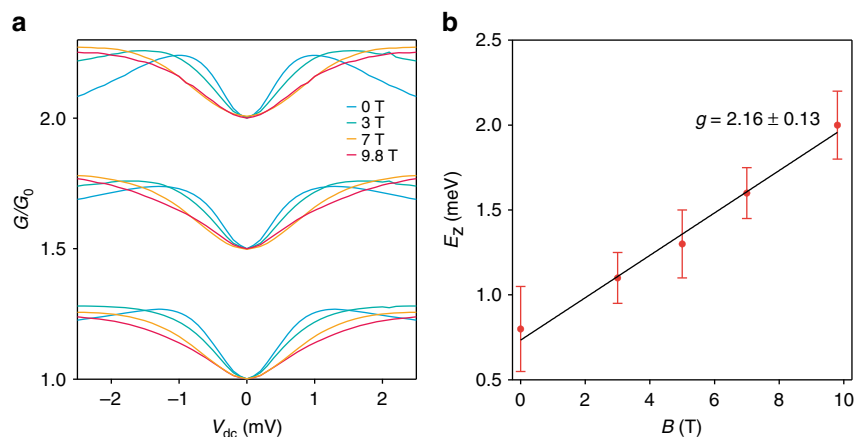 a
G/G0
2.0
1.5
1.0
0 T
3 T
7 T
9.8 T
−2
−1
0
1
2
Vdc (mV)
b
EZ (meV)
2.5
2.0
1.5
1.0
0.5
g = 2.16 ± 0.13
0
2
4
6
8
10
B (T)